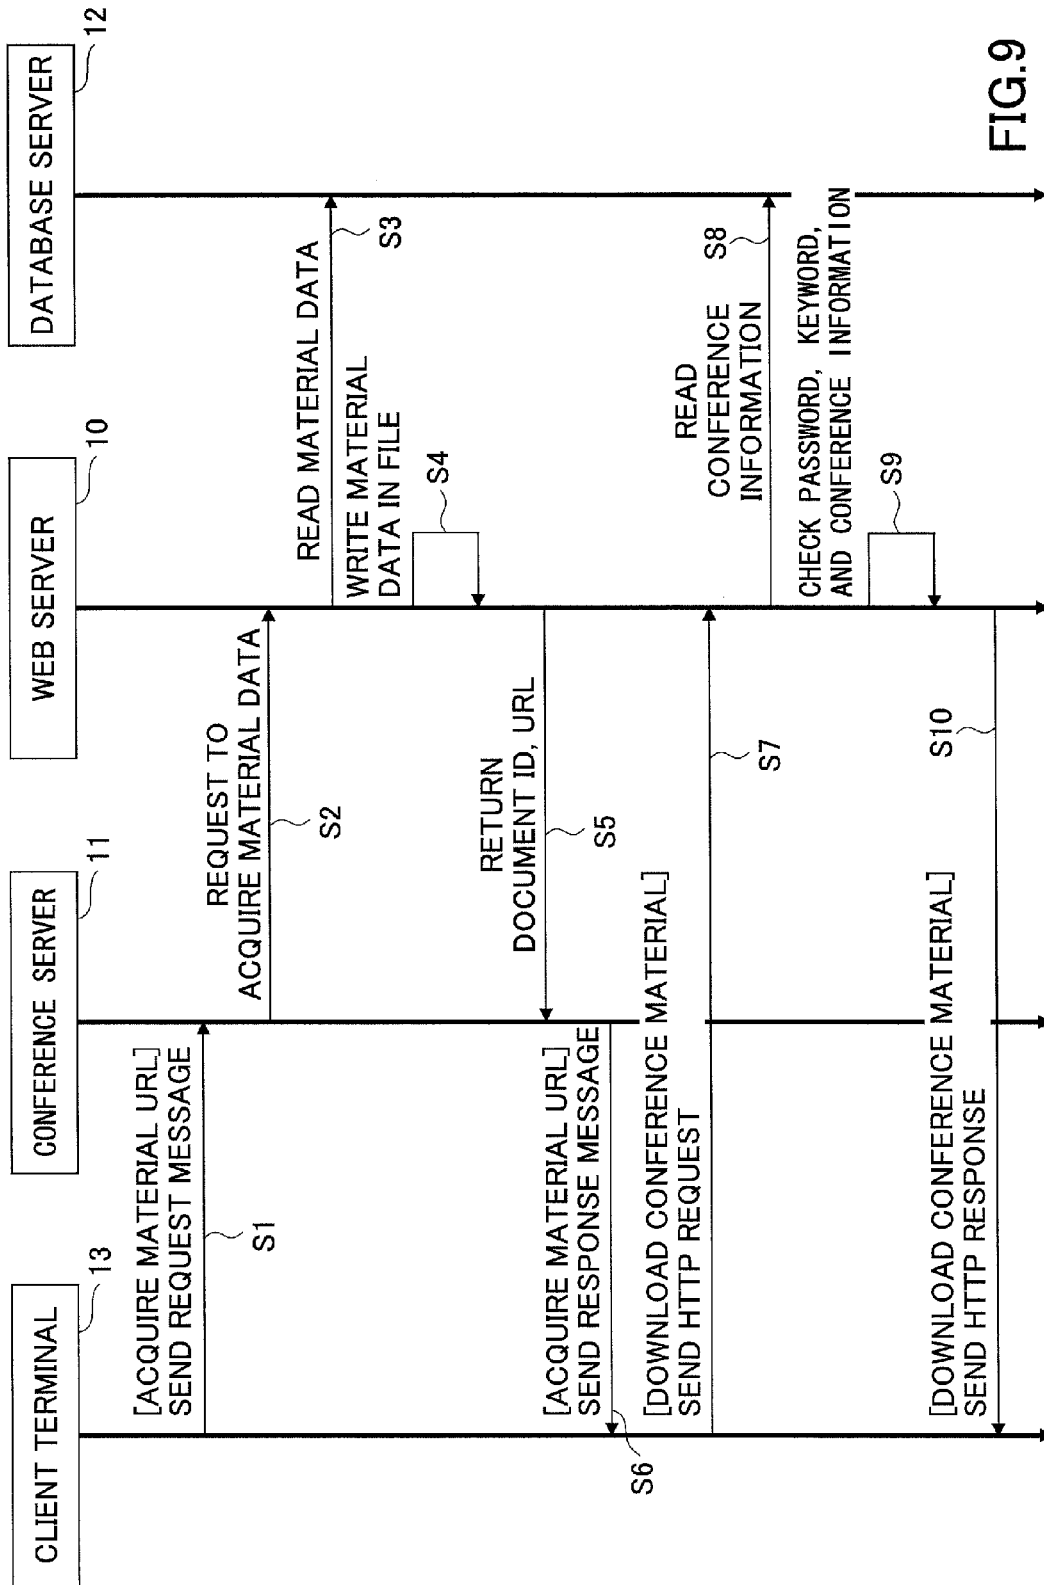 CLIENT TERMINAL
13
CONFERENCE SERVER
11
WEB SERVER
10
DATABASE SERVER
12
[ACQUIRE MATERIAL URL]
SEND REQUEST MESSAGE
S1
REQUEST TO
ACQUIRE MATERIAL DATA
S2
READ MATERIAL DATA
S3
WRITE MATERIAL
DATA IN FILE
S4
RETURN
DOCUMENT ID, URL
S5
[ACQUIRE MATERIAL URL]
SEND RESPONSE MESSAGE
S6
[DOWNLOAD CONFERENCE MATERIAL]
SEND HTTP REQUEST
S7
READ
CONFERENCE
INFORMATION
S8
CHECK PASSWORD, KEYWORD,
AND CONFERENCE INFORMATION
S9
[DOWNLOAD CONFERENCE MATERIAL]
SEND HTTP RESPONSE
S10
FIG.9